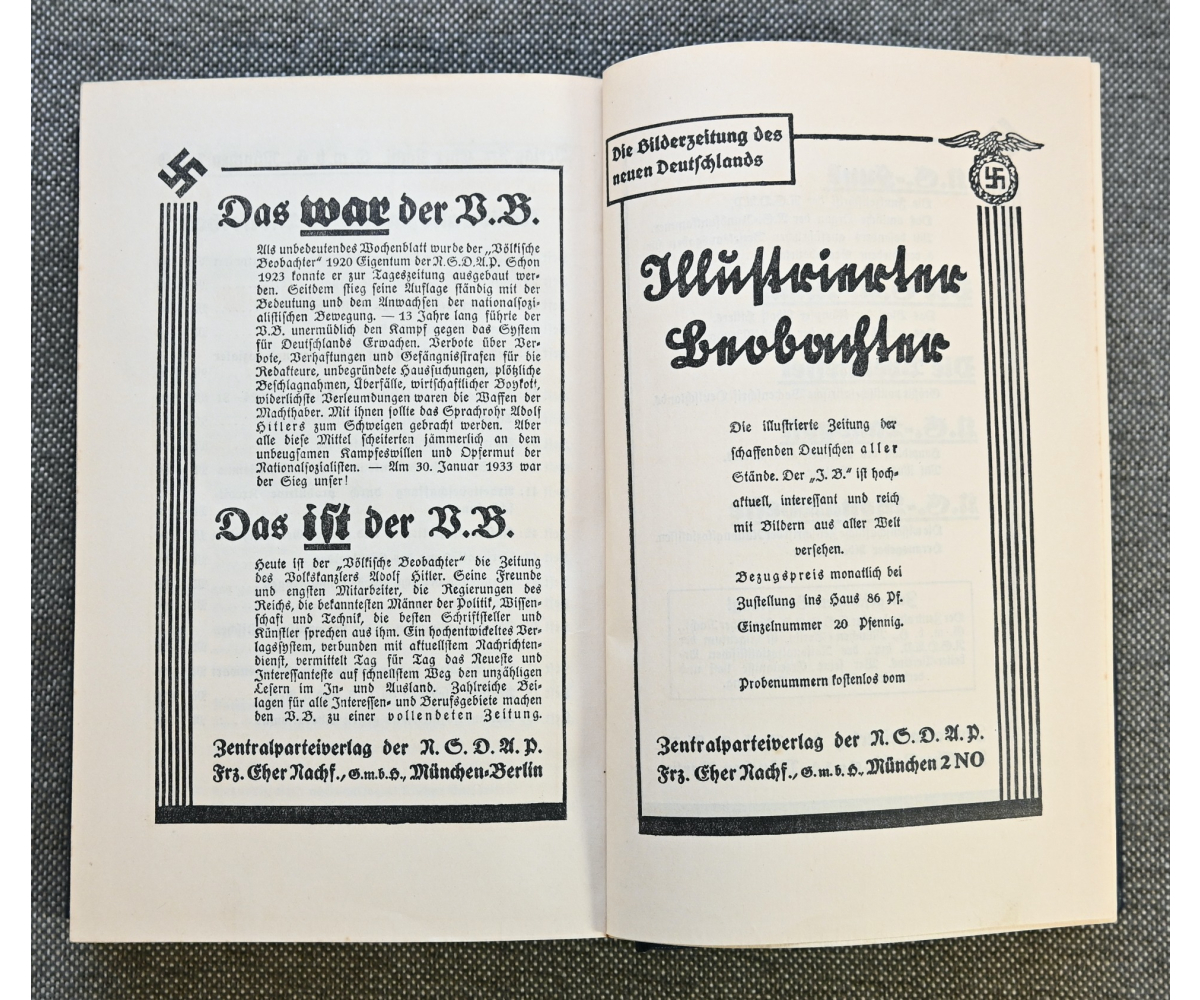 Das war der V.B.
Als unbedeutendes Wochenblatt wurde der „Völkische
Beobachter“ 1920 Eigentum der N.S.D.A.P. Schon
1923 konnte er zur Tageszeitung ausgebaut wer-
den. Seitdem stieg seine Auflage ständig mit der
Bedeutung und dem Anwachsen der nationalsozi-
alistischen Bewegung. — 13 Jahre lang führte der
V.B. unermüdlich den Kampf gegen das System
für Deutschlands Erwachen. Verbote über Ver-
bote, Verhaftungen und Gefängnisstrafen für die
Redakteure, unbegründete Haussuchungen, plötzliche
Beschlagnahmen, Überfälle, wirtschaftlicher Boykott,
widerlichste Verleumdungen waren die Waffen der
Machthaber. Mit ihnen sollte das Sprachrohr Adolf
Hitlers zum Schweigen gebracht werden. Aber
alle diese Mittel scheiterten jämmerlich an dem
unbeugsamen Kampfeswillen und Opfermut der
Nationalsozialisten. — Am 30. Januar 1933 war
der Sieg unser!
Das ist der V.B.
Heute ist der „Völkische Beobachter“ die Zeitung
des Volkskanzlers Adolf Hitler. Seine Freunde
und engsten Mitarbeiter, die Regierungen des
Reichs, die bekanntesten Männer der Politik, Wissen-
schaft und Technik, die besten Schriftsteller und
Künstler sprechen aus ihm. Ein hochentwickeltes Ver-
lagssystem, verbunden mit aktuellstem Nachrichten-
dienst, vermittelt Tag für Tag das Neueste und
Interessanteste auf schnellstem Weg den unzähligen
Lesern im In- und Ausland. Zahlreiche Bei-
lagen für alle Interessen- und Berufsgebiete machen
den V.B. zu einer vollendeten Zeitung.
Zentralparteiverlag der N.S.D.A.P.
Frz. Eher Nachf., G.m.b.H., München-Berlin
Die Bilderzeitung des
neuen Deutschlands
Illustrierter
Beobachter
Die illustrierte Zeitung der
schaffenden Deutschen aller
Stände. Der „J.B.“ ist hoch-
aktuell, interessant und reich
mit Bildern aus aller Welt
versehen.
Bezugspreis monatlich bei
Zustellung ins Haus 86 Pf.
Einzelnummer 20 Pfennig.
Probenummern kostenlos vom
Zentralparteiverlag der N.S.D.A.P.
Frz. Eher Nachf., G.m.b.H., München 2 NO